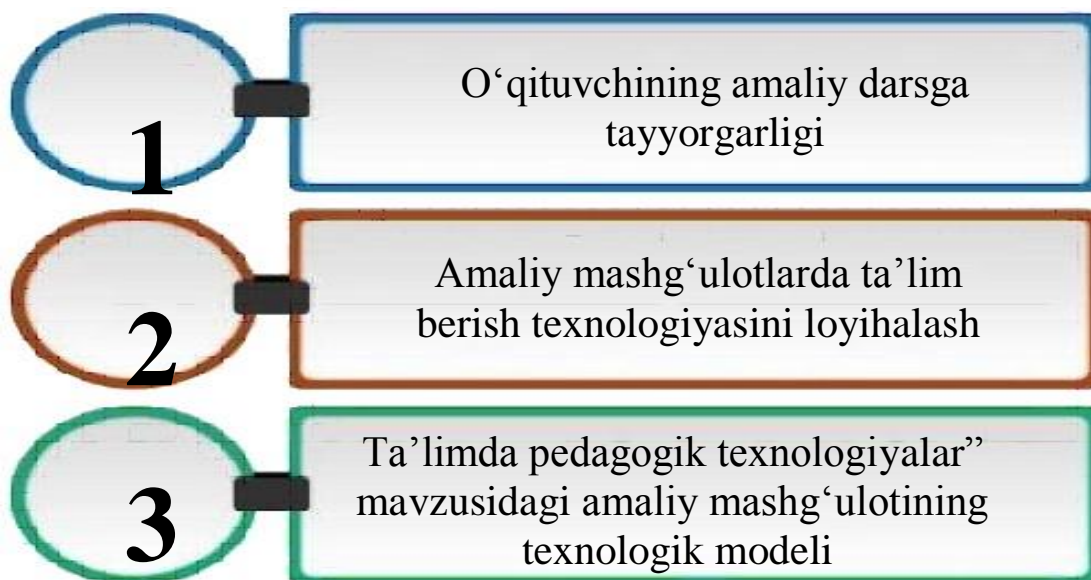 1
O‘qituvchining amaliy darsga
tayyorgarligi
2
Amaliy mashg‘ulotlarda ta’lim
berish texnologiyasini loyihalash
3
Ta’limda pedagogik texnologiyalar”
mavzusidagi amaliy mashg‘ulotining
texnologik modeli